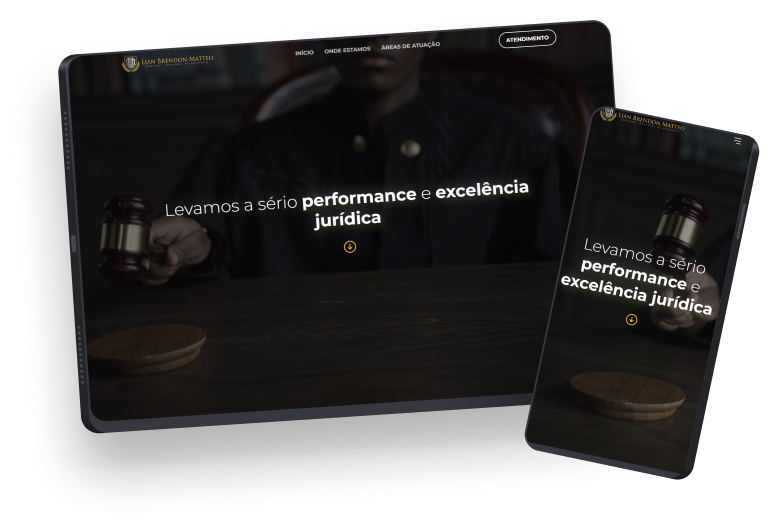 LIAN BRENDON MATTEO
INÍCIO
ONDE ESTAMOS
ÁREAS DE ATUAÇÃO
ATENDIMENTO
Levamos a sério performance e excelência
jurídica
LIAN BRENDON MATTEO
Levamos a sério
performance e
excelência jurídica